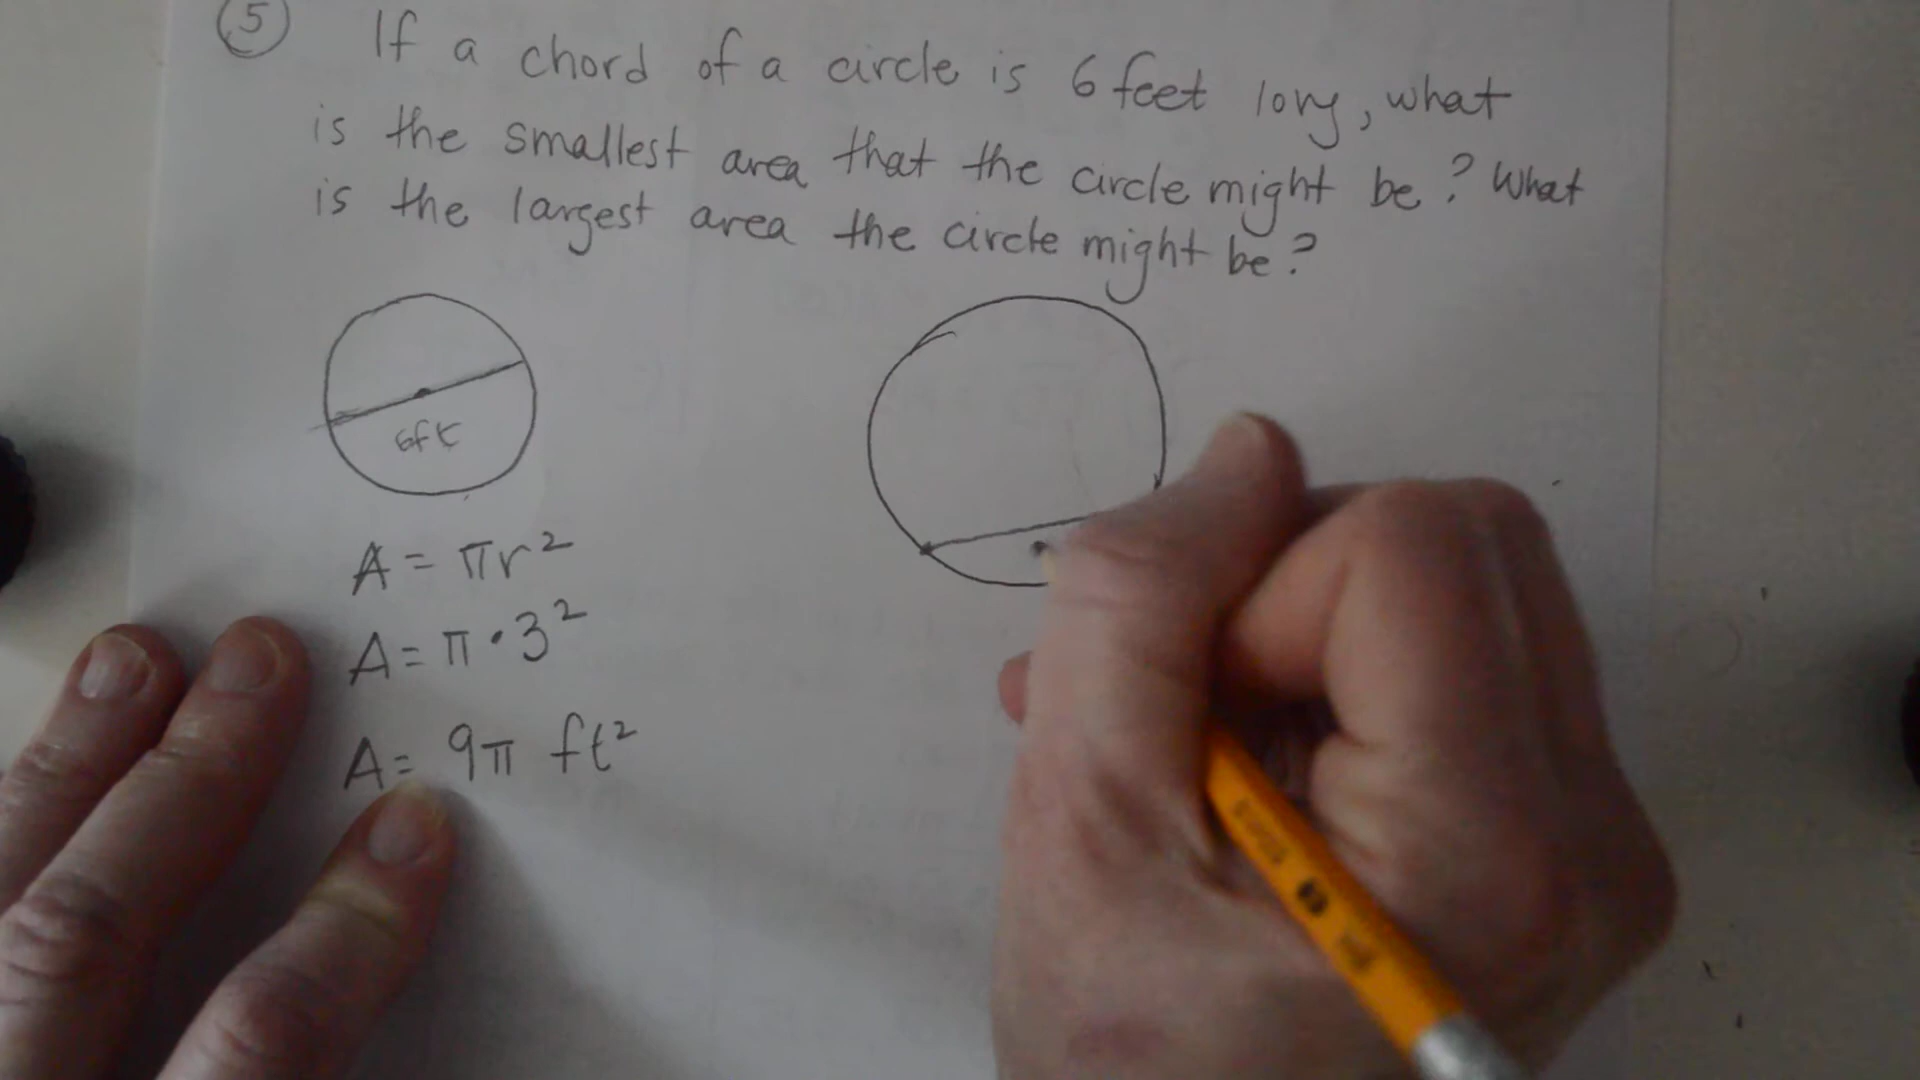 5 If a chord of a circle is 6 feet long, what
is the smallest area that the circle might be? What
is the largest area the circle might be?
6ft
A = πr²
A = π · 3²
A = 9π ft²